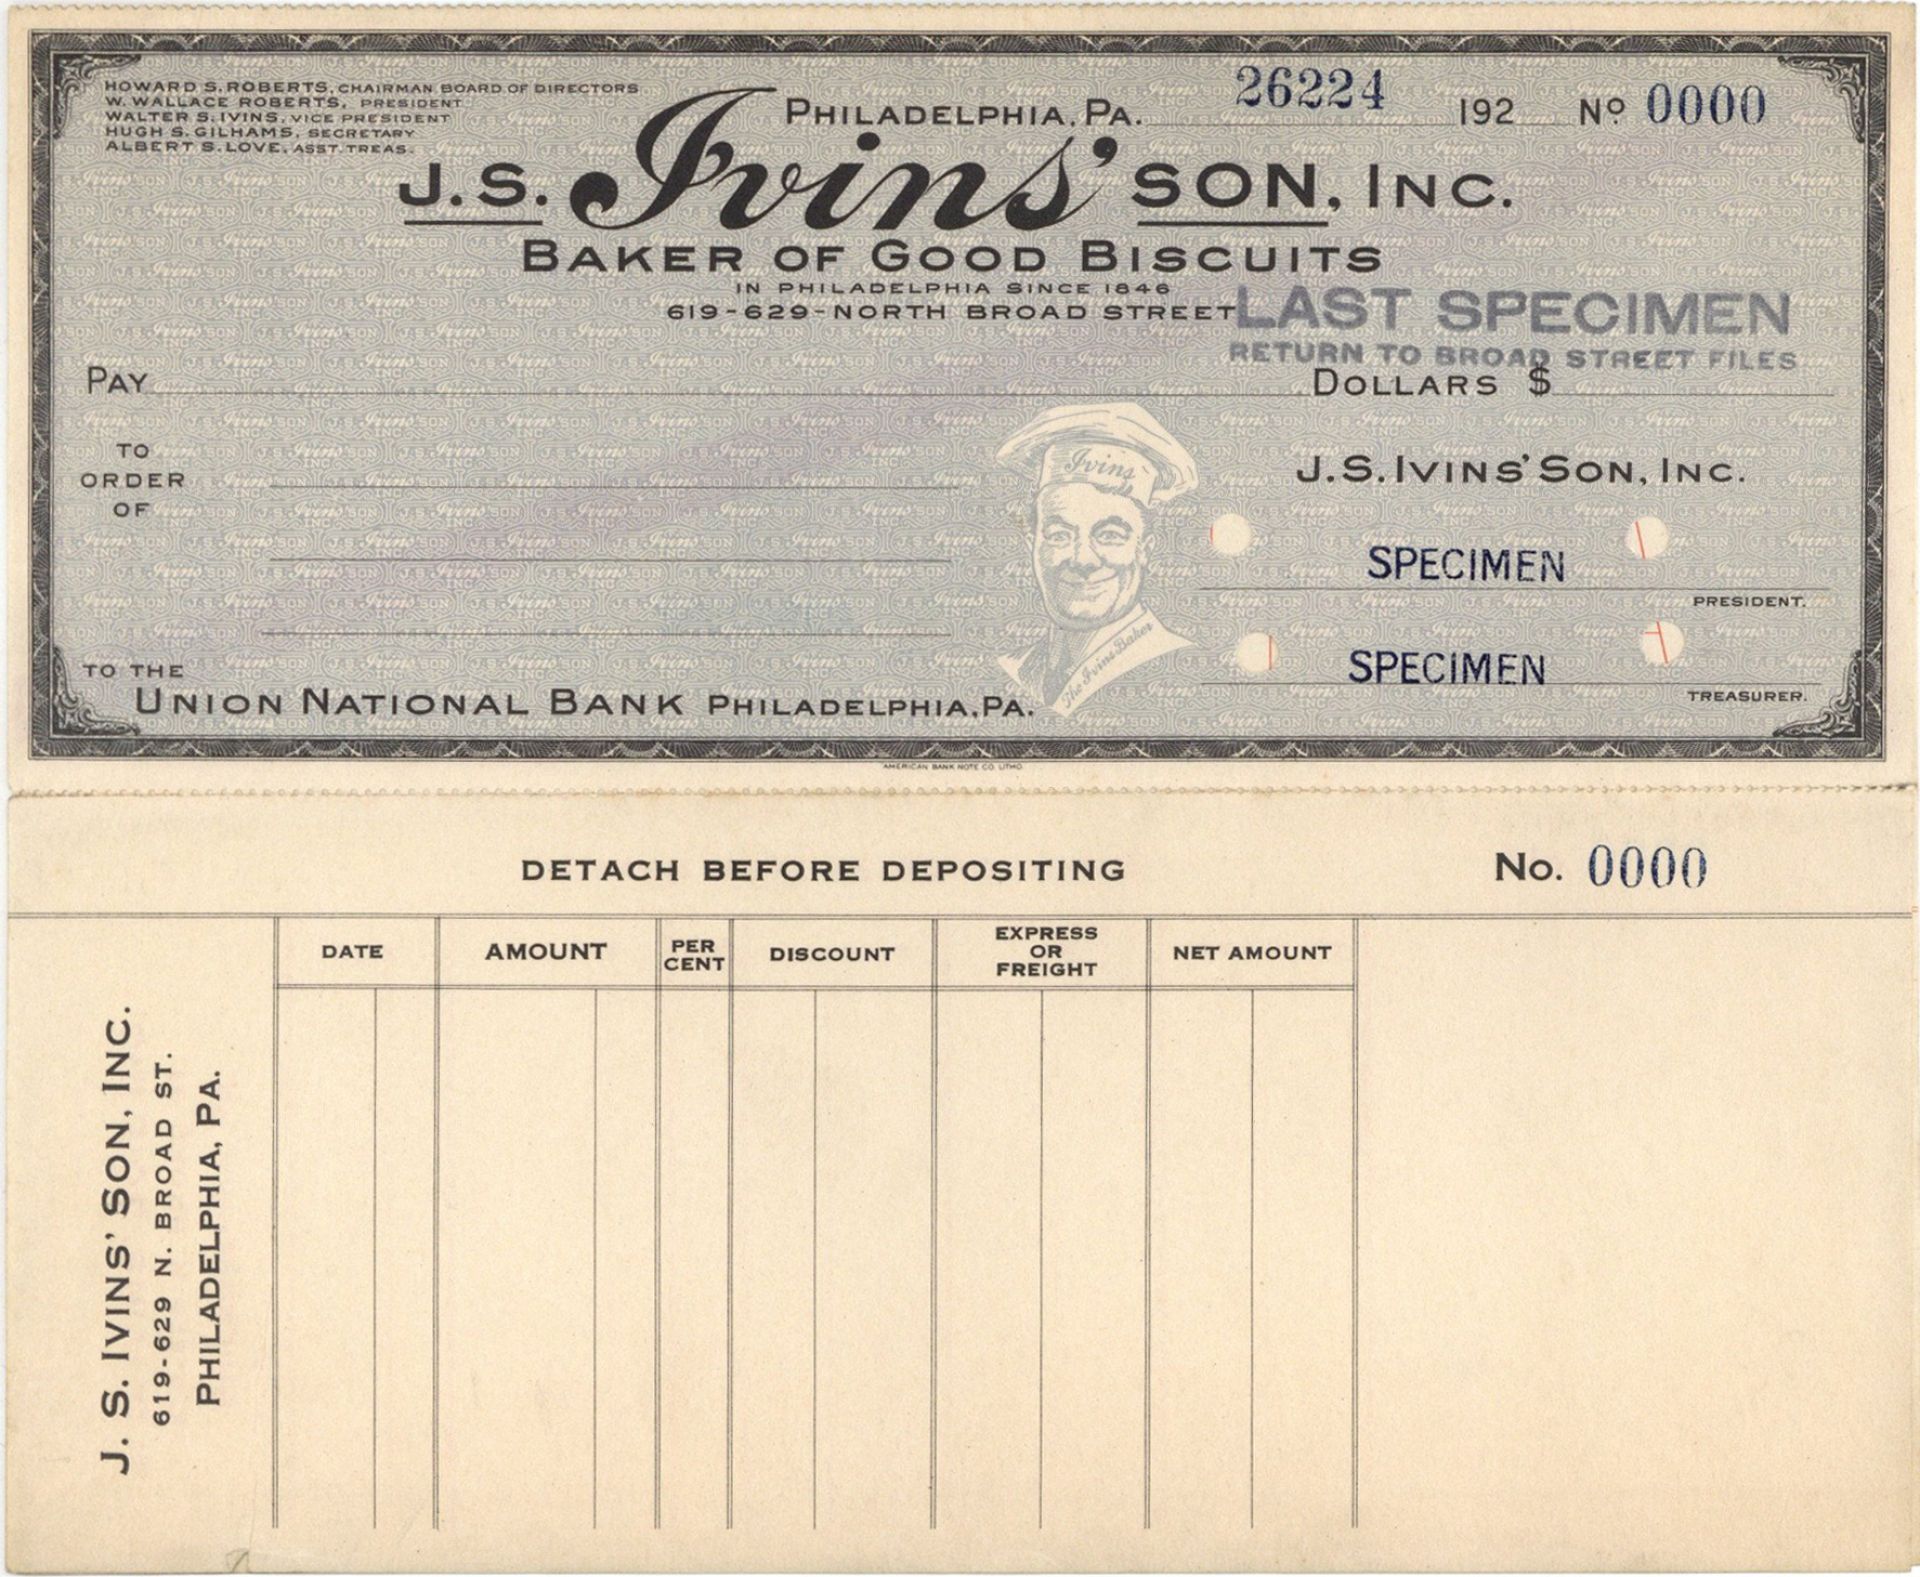 HOWARD S. ROBERTS, CHAIRMAN BOARD OF DIRECTORS
W. WALLACE ROBERTS, PRESIDENT
WALTER S. IVINS, VICE PRESIDENT
HUGH S. GILHAMS, SECRETARY
ALBERT S. LOVE, ASST. TREAS.
PHILADELPHIA, PA. 26224 192 No 0000
J.S. Ivins' SON, INC.
BAKER OF GOOD BISCUITS
IN PHILADELPHIA SINCE 1846
619-629-NORTH BROAD STREET
LAST SPECIMEN
RETURN TO BROAD STREET FILES
PAY DOLLARS $
TO
ORDER
OF
Ivins
The Ivins Baker
J.S. IVINS' SON, INC.
SPECIMEN
PRESIDENT.
SPECIMEN
TREASURER.
TO THE
UNION NATIONAL BANK PHILADELPHIA, PA.
AMERICAN BANK NOTE CO. LITHO.
DETACH BEFORE DEPOSITING No. 0000
DATE AMOUNT PER CENT DISCOUNT EXPRESS OR FREIGHT NET AMOUNT
J. S. IVINS' SON, INC.
619-629 N. BROAD ST.
PHILADELPHIA, PA.